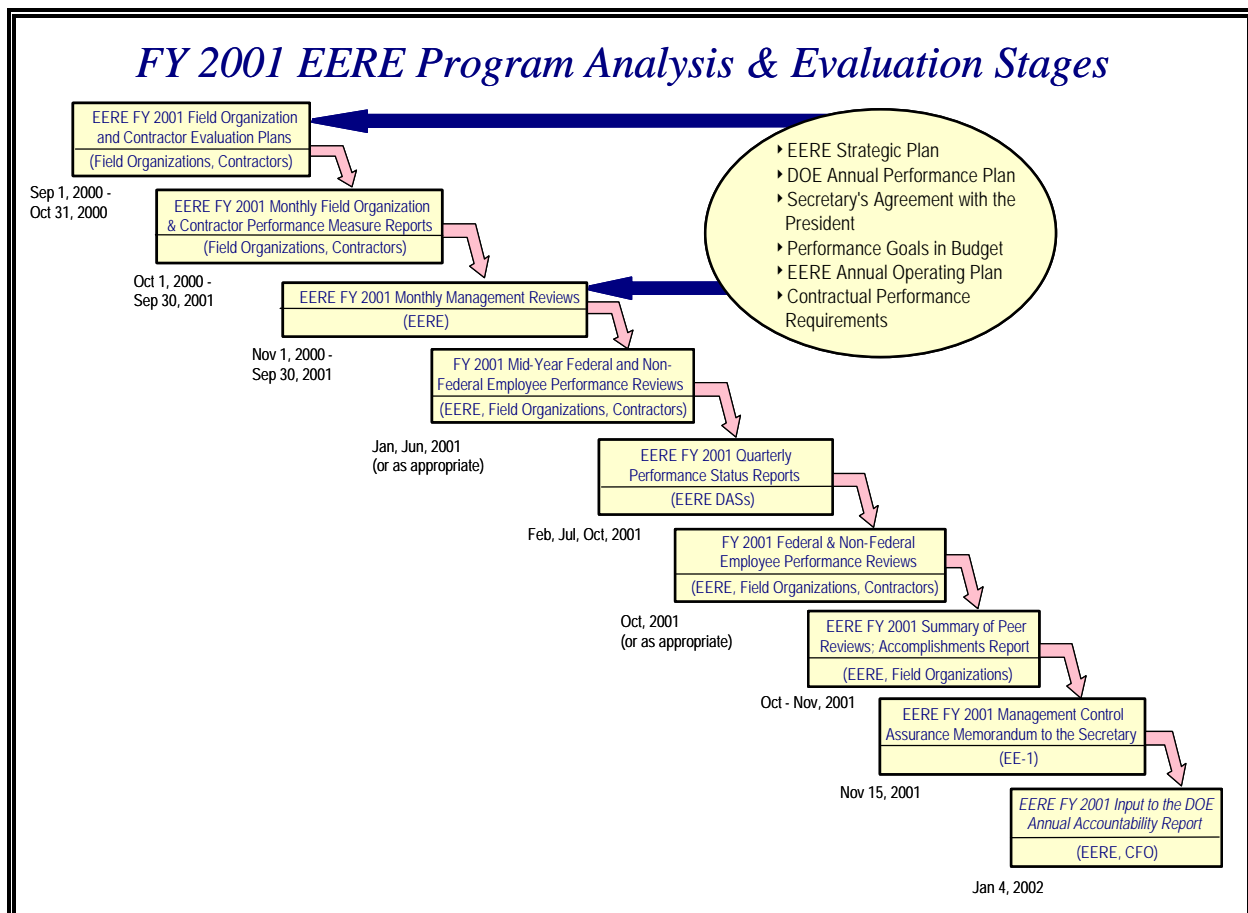 FY 2001 EERE Program Analysis & Evaluation Stages
EERE FY 2001 Field Organization
and Contractor Evaluation Plans
(Field Organizations, Contractors)
Sep 1, 2000 -
Oct 31, 2000
‣ EERE Strategic Plan
‣ DOE Annual Performance Plan
‣ Secretary's Agreement with the
President
‣ Performance Goals in Budget
‣ EERE Annual Operating Plan
‣ Contractual Performance
Requirements
EERE FY 2001 Monthly Field Organization
& Contractor Performance Measure Reports
(Field Organizations, Contractors)
Oct 1, 2000 -
Sep 30, 2001
EERE FY 2001 Monthly Management Reviews
(EERE)
Nov 1, 2000 -
Sep 30, 2001
FY 2001 Mid-Year Federal and Non-
Federal Employee Performance Reviews
(EERE, Field Organizations, Contractors)
Jan, Jun, 2001
(or as appropriate)
EERE FY 2001 Quarterly
Performance Status Reports
(EERE DASs)
Feb, Jul, Oct, 2001
FY 2001 Federal & Non-Federal
Employee Performance Reviews
(EERE, Field Organizations, Contractors)
Oct, 2001
(or as appropriate)
EERE FY 2001 Summary of Peer
Reviews; Accomplishments Report
(EERE, Field Organizations)
Oct - Nov, 2001
EERE FY 2001 Management Control
Assurance Memorandum to the Secretary
(EE-1)
Nov 15, 2001
EERE FY 2001 Input to the DOE
Annual Accountability Report
(EERE, CFO)
Jan 4, 2002